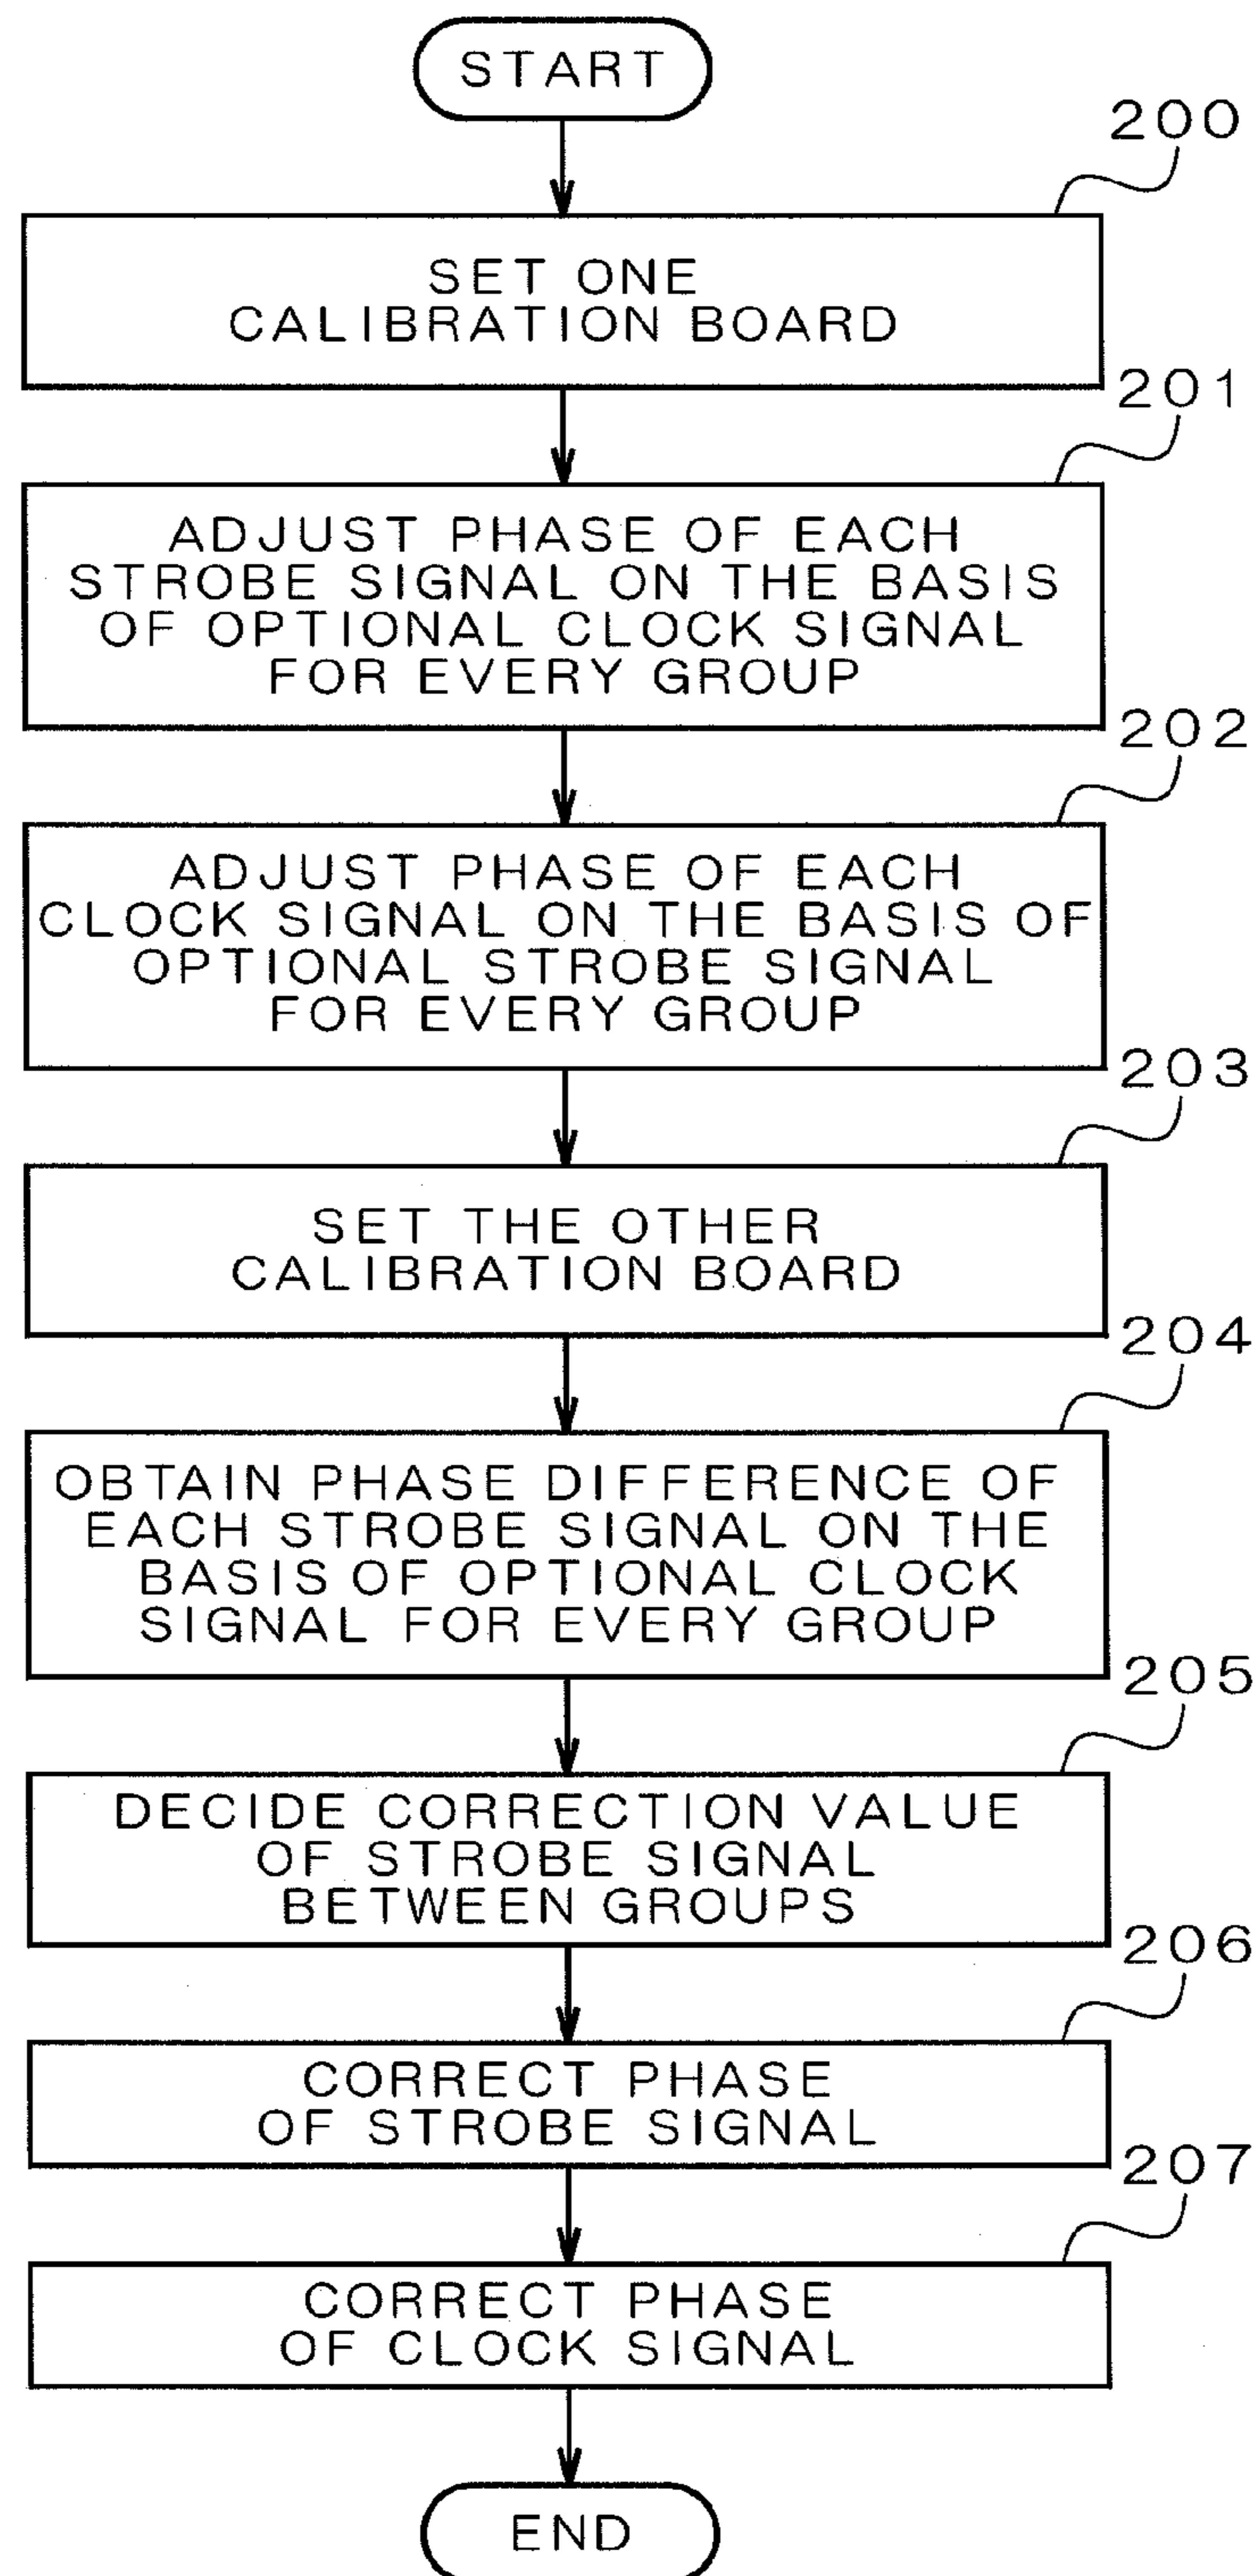 START
200
SET ONE
CALIBRATION BOARD
201
ADJUST PHASE OF EACH
STROBE SIGNAL ON THE BASIS
OF OPTIONAL CLOCK SIGNAL
FOR EVERY GROUP
202
ADJUST PHASE OF EACH
CLOCK SIGNAL ON THE BASIS OF
OPTIONAL STROBE SIGNAL
FOR EVERY GROUP
203
SET THE OTHER
CALIBRATION BOARD
204
OBTAIN PHASE DIFFERENCE OF
EACH STROBE SIGNAL ON THE
BASIS OF OPTIONAL CLOCK
SIGNAL FOR EVERY GROUP
205
DECIDE CORRECTION VALUE
OF STROBE SIGNAL
BETWEEN GROUPS
206
CORRECT PHASE
OF STROBE SIGNAL
207
CORRECT PHASE
OF CLOCK SIGNAL
END